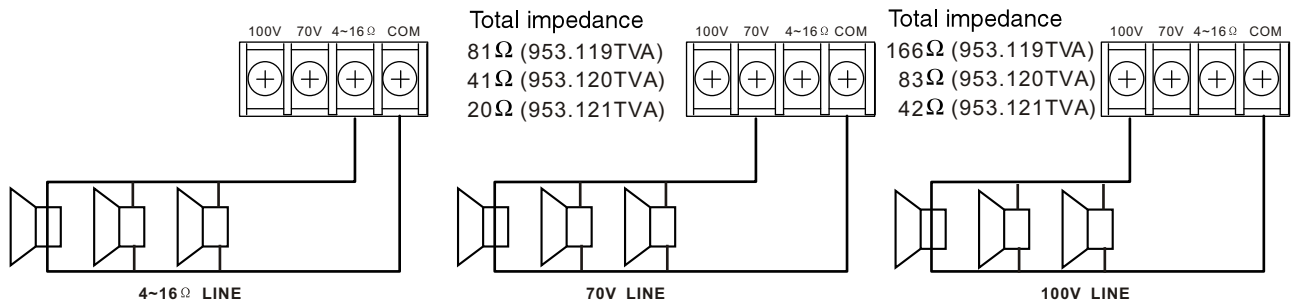 100V 70V 4~16Ω COM
4~16Ω LINE
Total impedance
81Ω (953.119TVA)
41Ω (953.120TVA)
20Ω (953.121TVA)
100V 70V 4~16Ω COM
70V LINE
Total impedance
166Ω (953.119TVA)
83Ω (953.120TVA)
42Ω (953.121TVA)
100V 70V 4~16Ω COM
100V LINE